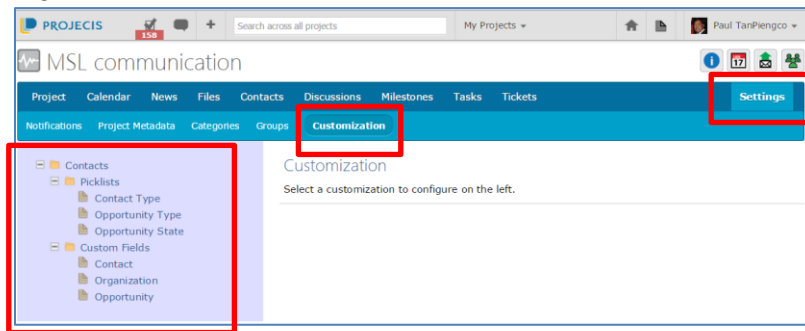 PROJECIS 158 + Search across all projects My Projects Paul TanPiengco
MSL communication 17
Project Calendar News Files Contacts Discussions Milestones Tasks Tickets Settings
Notifications Project Metadata Categories Groups Customization
Contacts
Picklists
Contact Type
Opportunity Type
Opportunity State
Custom Fields
Contact
Organization
Opportunity
Customization
Select a customization to configure on the left.